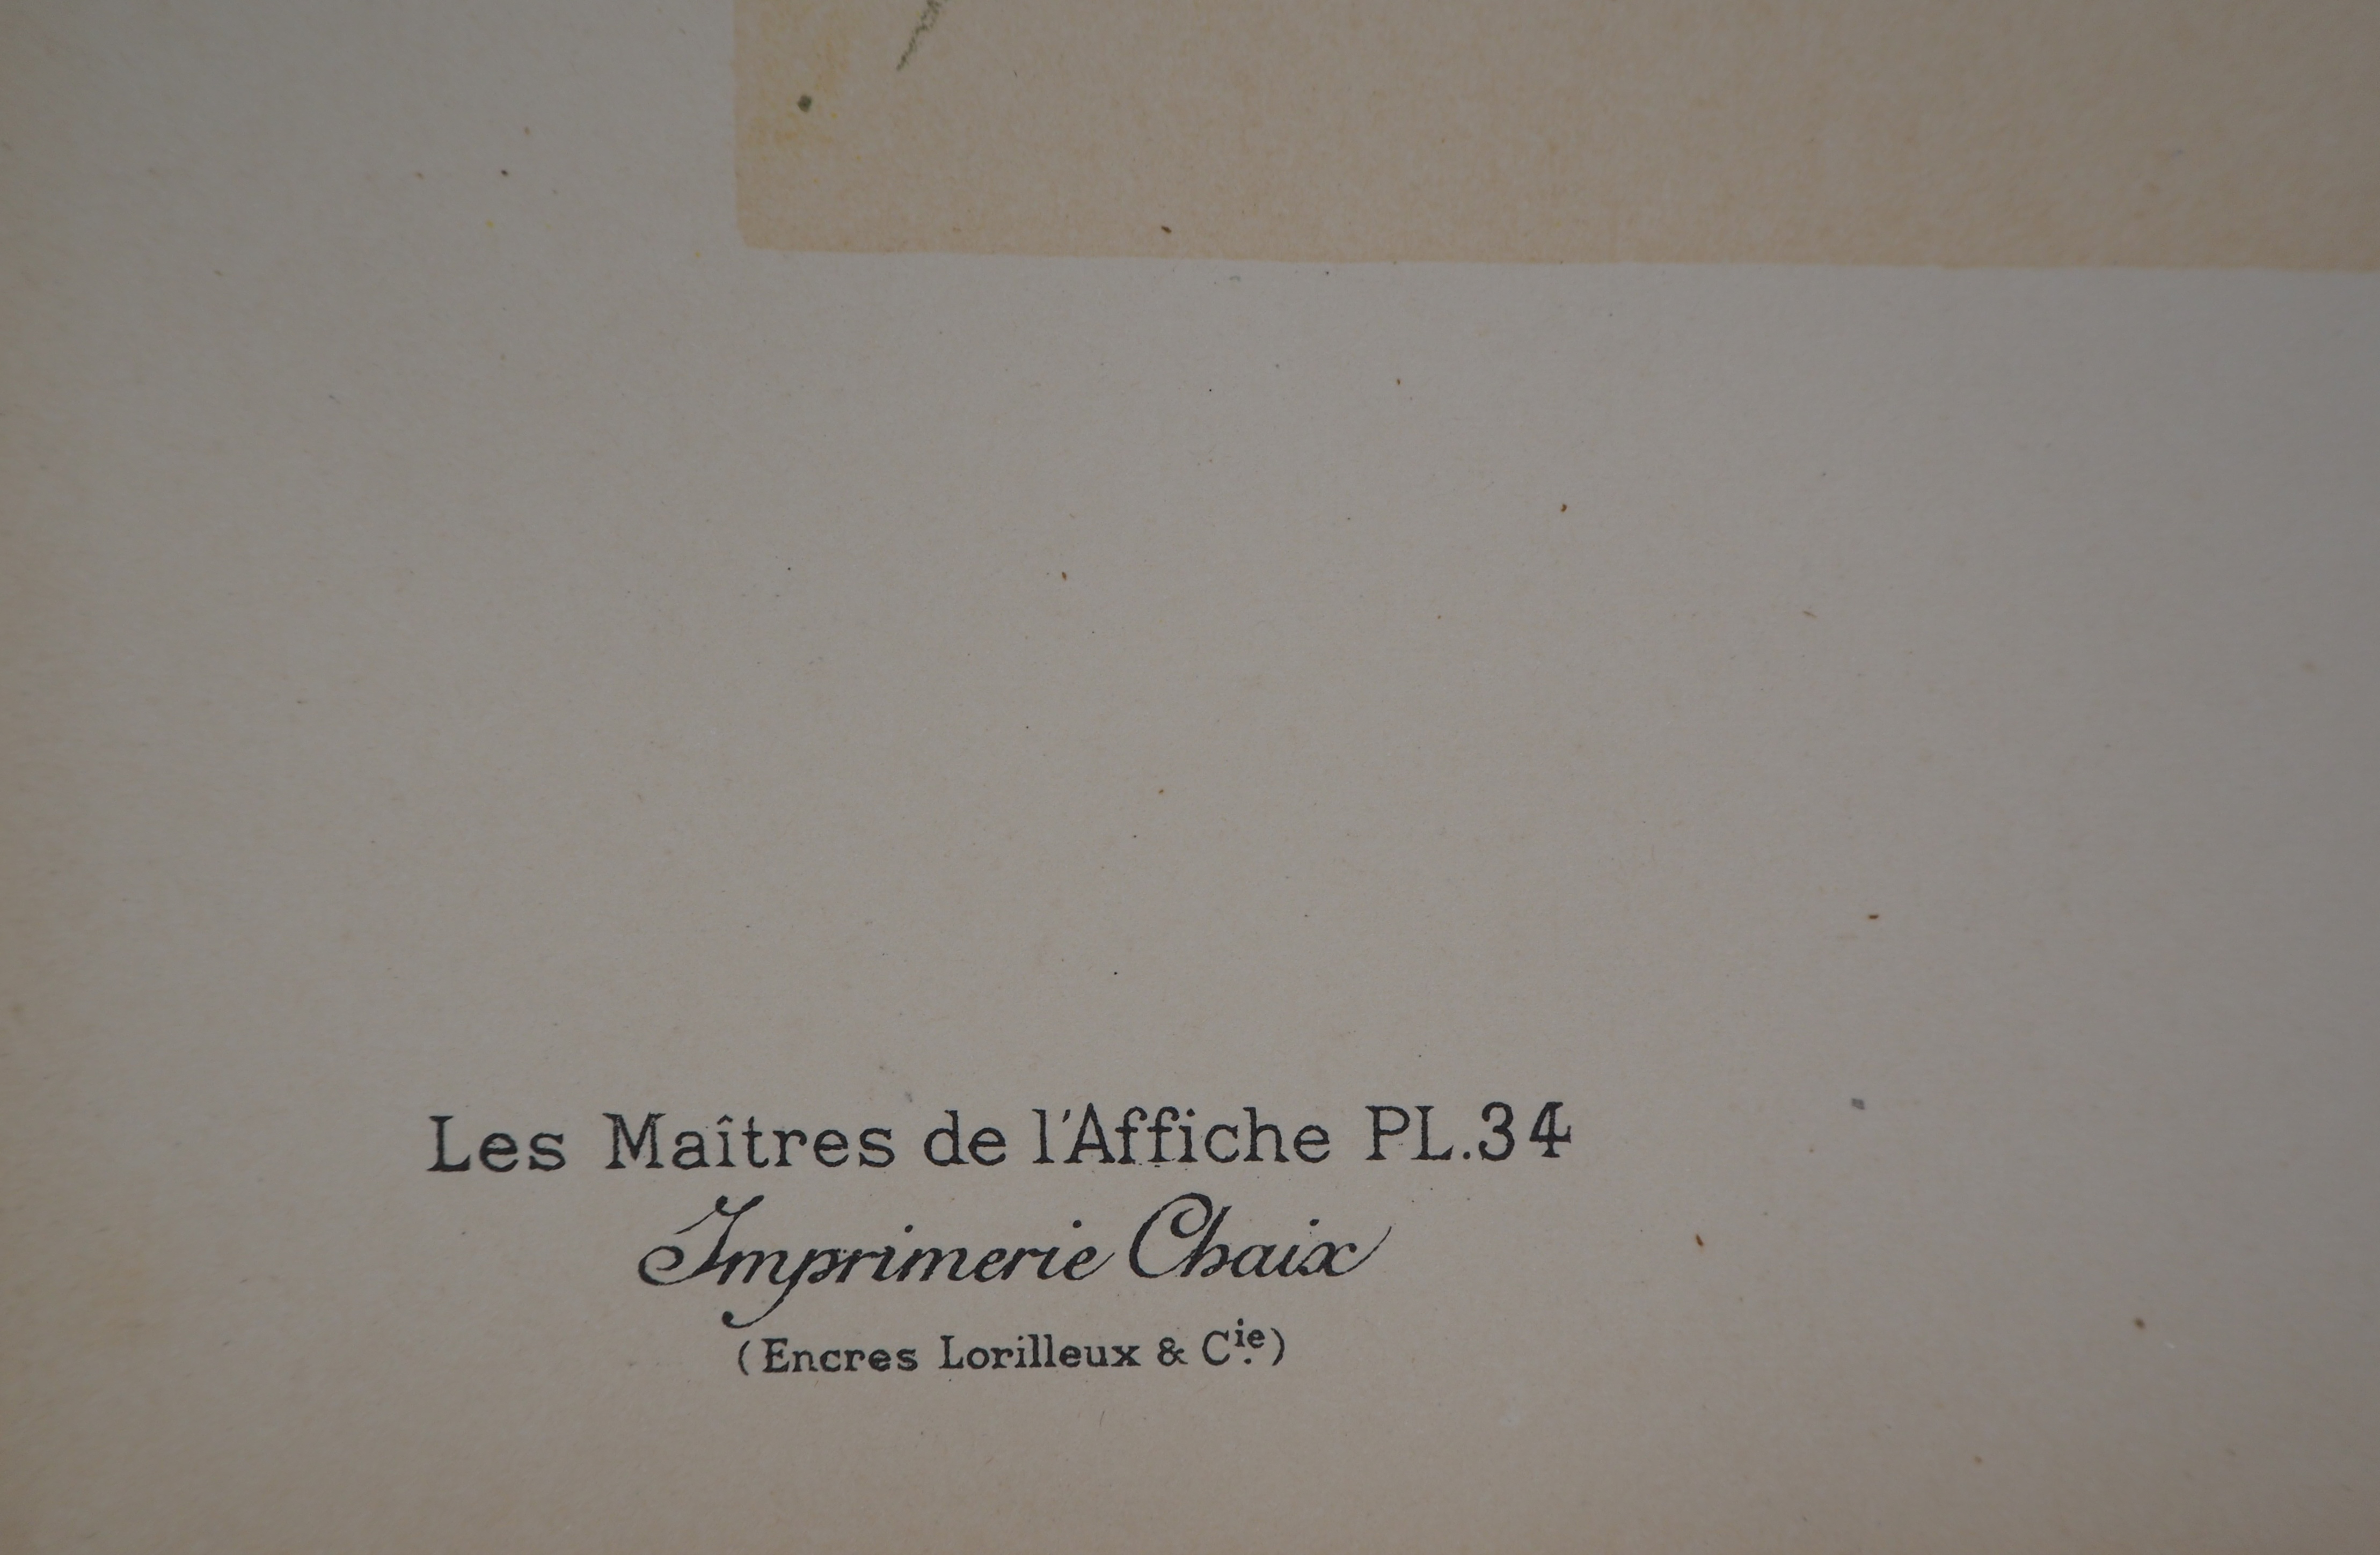 Les Maîtres de l'Affiche PL.34
Imprimerie Chaix
(Encres Lorilleux & Cie.)